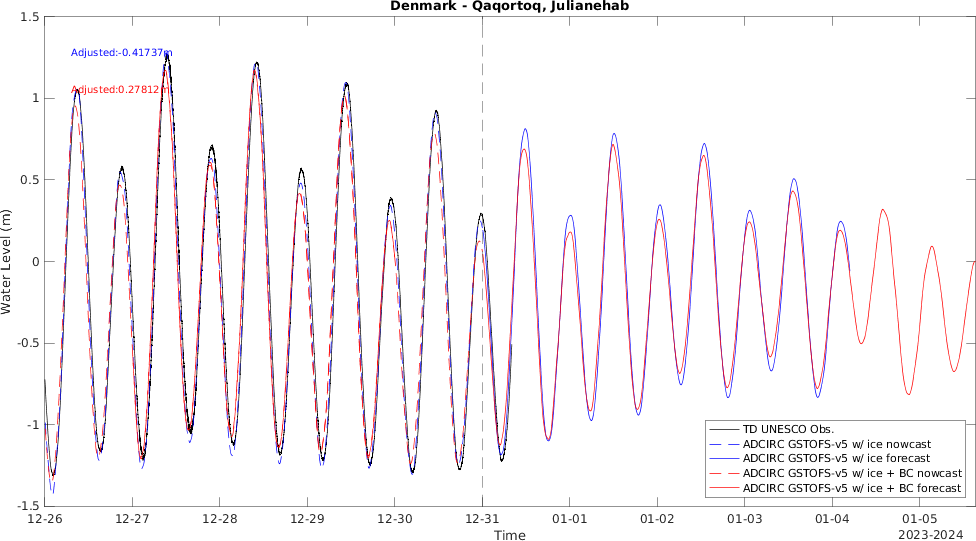 Denmark - Qaqortoq, Julianehab
1.5
Adjusted:-0.41737m
1
Adjusted:0.27812m
0.5
0
-0.5
-1
-1.5
Water Level (m)
TD UNESCO Obs.
ADCIRC GSTOFS-v5 w/ ice nowcast
ADCIRC GSTOFS-v5 w/ ice forecast
ADCIRC GSTOFS-v5 w/ ice + BC nowcast
ADCIRC GSTOFS-v5 w/ ice + BC forecast
12-26 12-27 12-28 12-29 12-30 12-31 01-01 01-02 01-03 01-04 01-05
Time
2023-2024